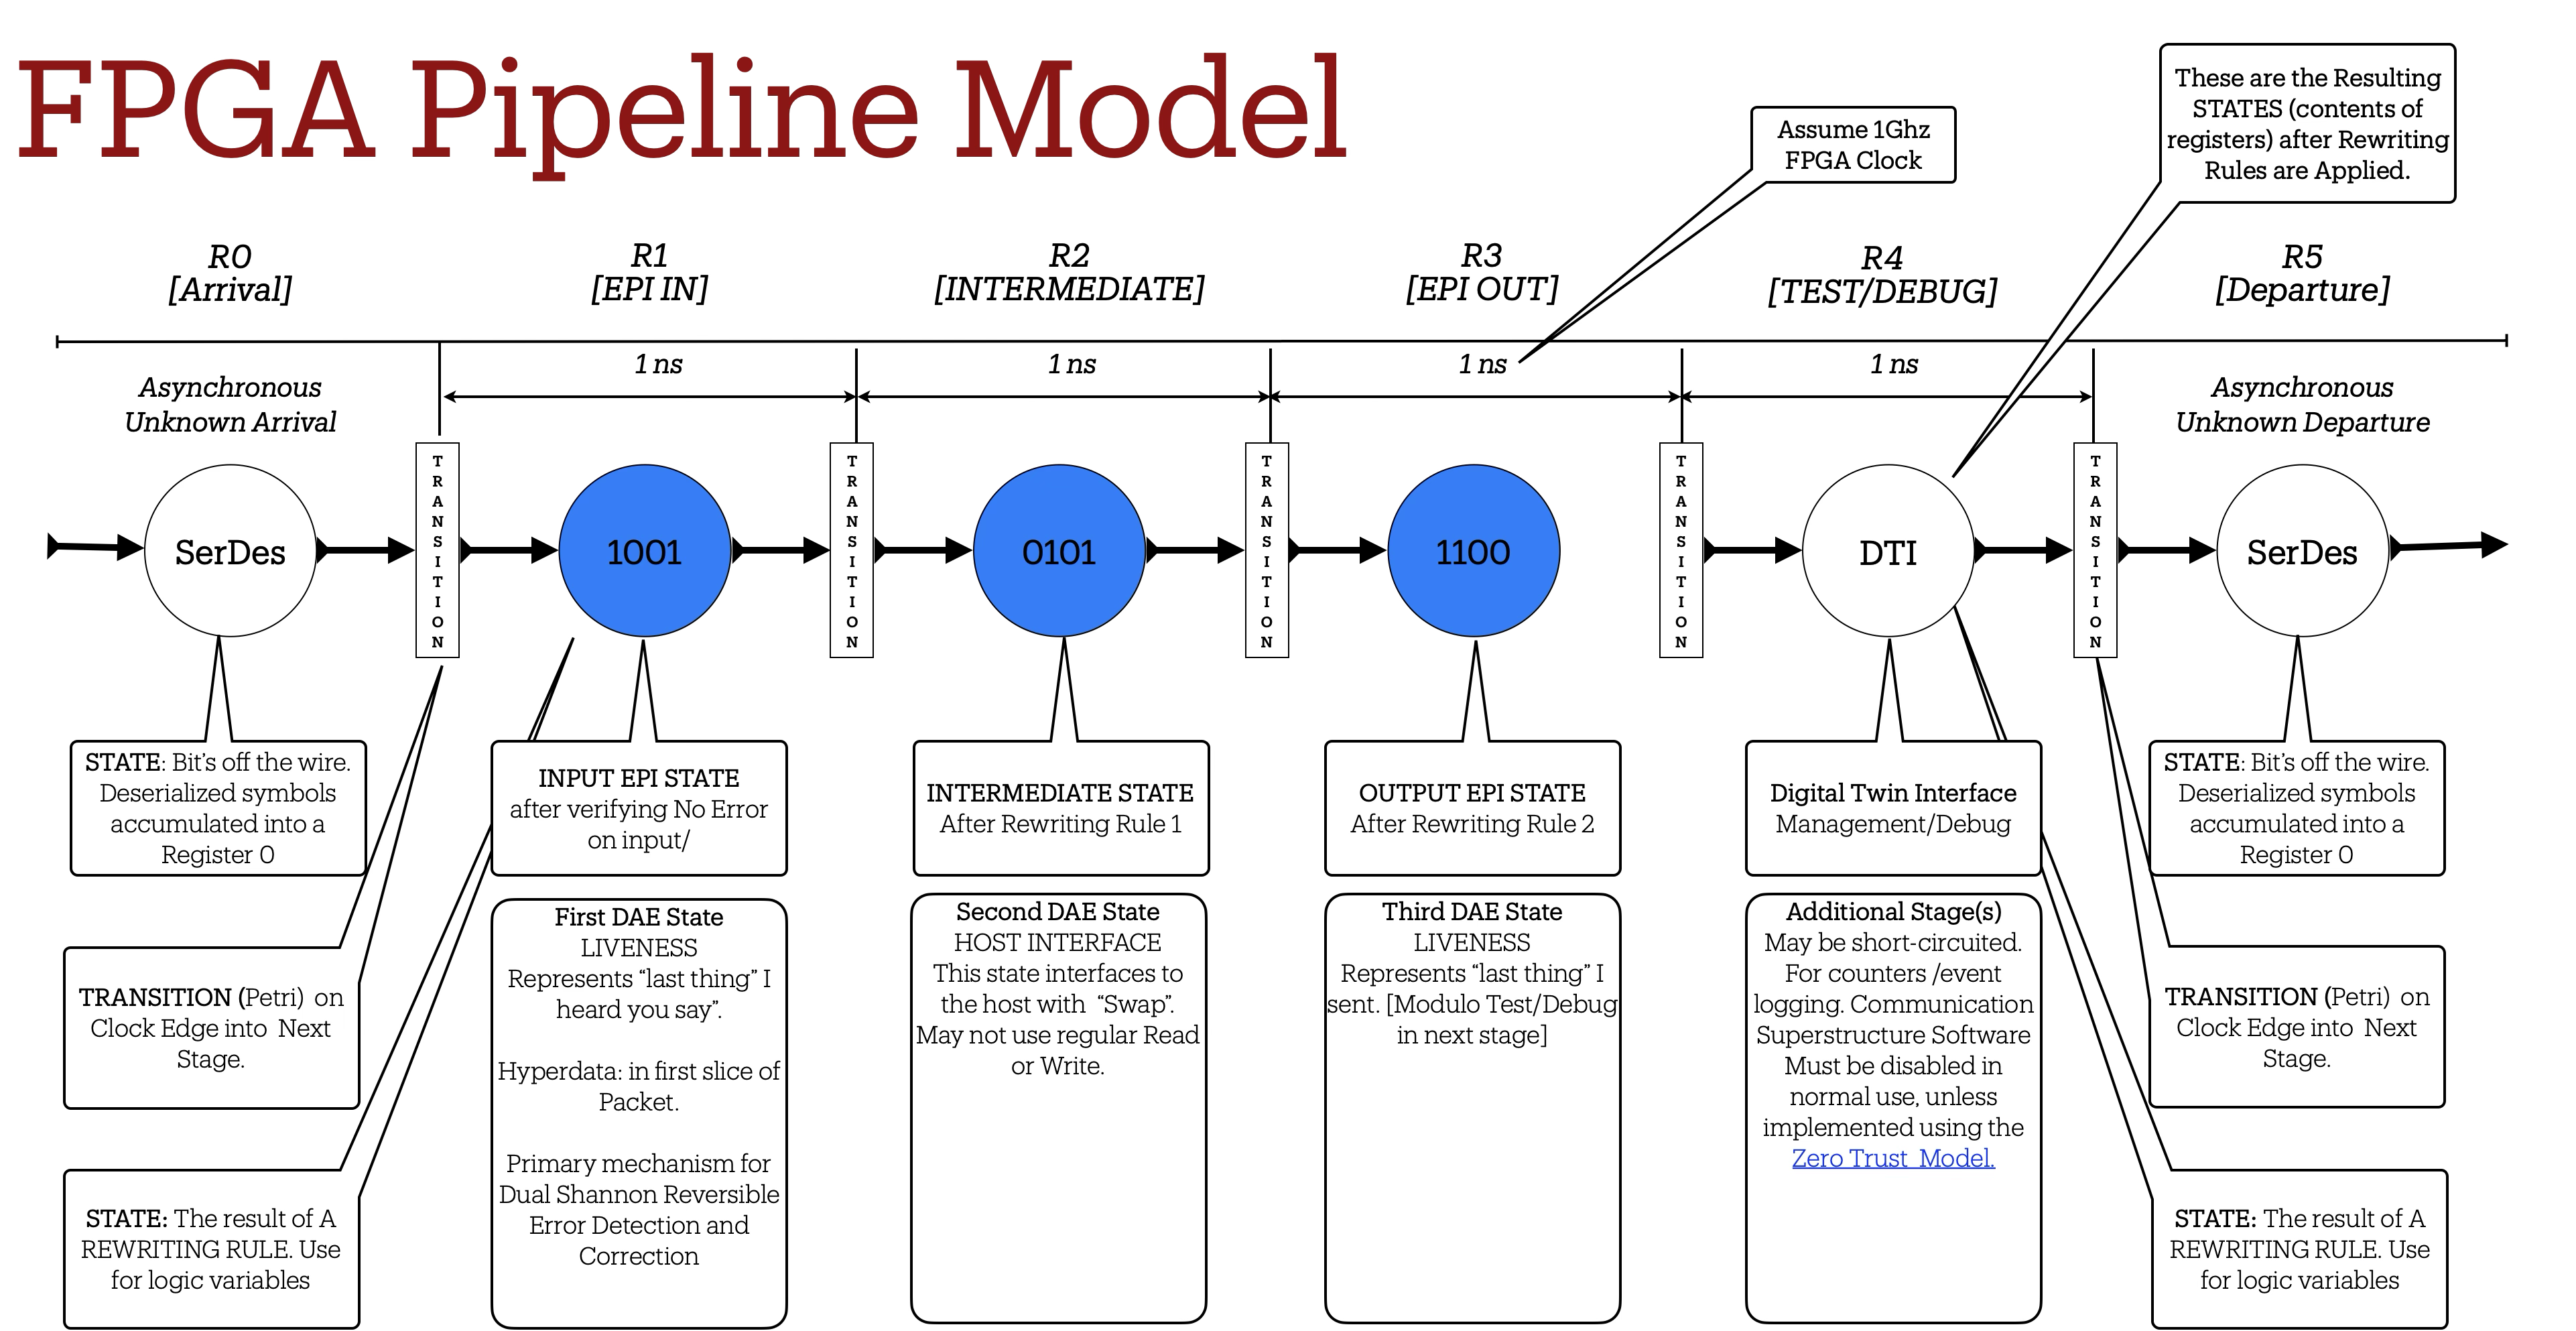 FPGA Pipeline Model
Assume 1Ghz
FPGA Clock
These are the Resulting
STATES (contents of
registers) after Rewriting
Rules are Applied.
R0
[Arrival]
R1
[EPI IN]
R2
[INTERMEDIATE]
R3
[EPI OUT]
R4
[TEST/DEBUG]
R5
[Departure]
Asynchronous
Unknown Arrival
1 ns
1 ns
1 ns
1 ns
Asynchronous
Unknown Departure
SerDes
TRANSITION
1001
TRANSITION
0101
TRANSITION
1100
TRANSITION
DTI
TRANSITION
SerDes
STATE: Bit’s off the wire.
Deserialized symbols
accumulated into a
Register 0
INPUT EPI STATE
after verifying No Error
on input/
INTERMEDIATE STATE
After Rewriting Rule 1
OUTPUT EPI STATE
After Rewriting Rule 2
Digital Twin Interface
Management/Debug
STATE: Bit’s off the wire.
Deserialized symbols
accumulated into a
Register 0
TRANSITION (Petri) on
Clock Edge into Next
Stage.
STATE: The result of A
REWRITING RULE. Use
for logic variables
First DAE State
LIVENESS
Represents “last thing” I
heard you say”.
Hyperdata: in first slice of
Packet.
Primary mechanism for
Dual Shannon Reversible
Error Detection and
Correction
Second DAE State
HOST INTERFACE
This state interfaces to
the host with “Swap”.
May not use regular Read
or Write.
Third DAE State
LIVENESS
Represents “last thing” I
sent. [Modulo Test/Debug
in next stage]
Additional Stage(s)
May be short-circuited.
For counters /event
logging. Communication
Superstructure Software
Must be disabled in
normal use, unless
implemented using the
Zero Trust Model.
TRANSITION (Petri) on
Clock Edge into Next
Stage.
STATE: The result of A
REWRITING RULE. Use
for logic variables